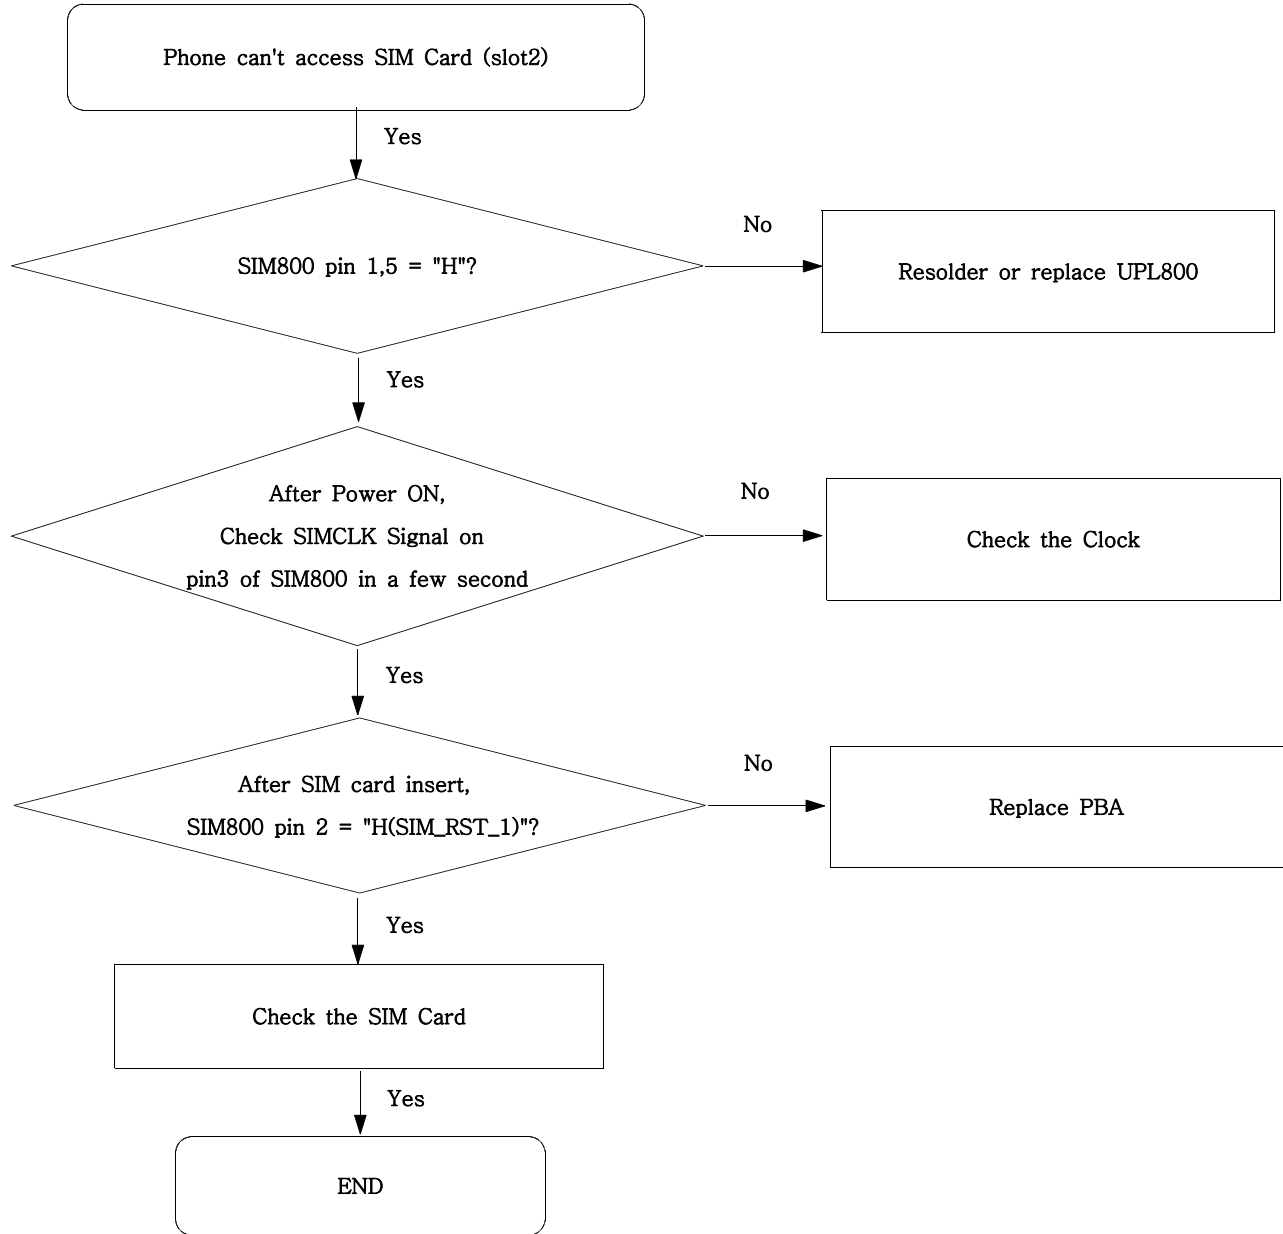 Phone can't access SIM Card (slot2)
Yes
SIM800 pin 1,5 = "H"?
No
Resolder or replace UPL800
Yes
After Power ON,
Check SIMCLK Signal on
pin3 of SIM800 in a few second
No
Check the Clock
Yes
After SIM card insert,
SIM800 pin 2 = "H(SIM_RST_1)"?
No
Replace PBA
Yes
Check the SIM Card
Yes
END